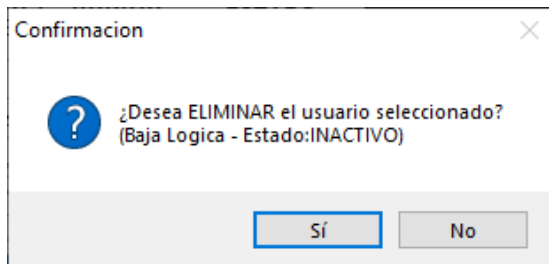 Confirmacion
¿Desea ELIMINAR el usuario seleccionado?
(Baja Logica - Estado:INACTIVO)
Sí
No